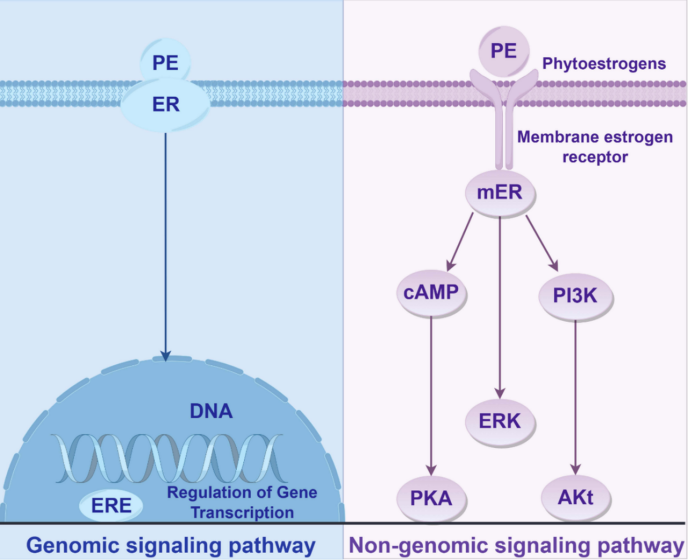 PE
ER
DNA
ERE
Regulation of Gene
Transcription
Genomic signaling pathway
PE
Phytoestrogens
Membrane estrogen
receptor
mER
cAMP
PI3K
ERK
PKA
AKt
Non-genomic signaling pathway